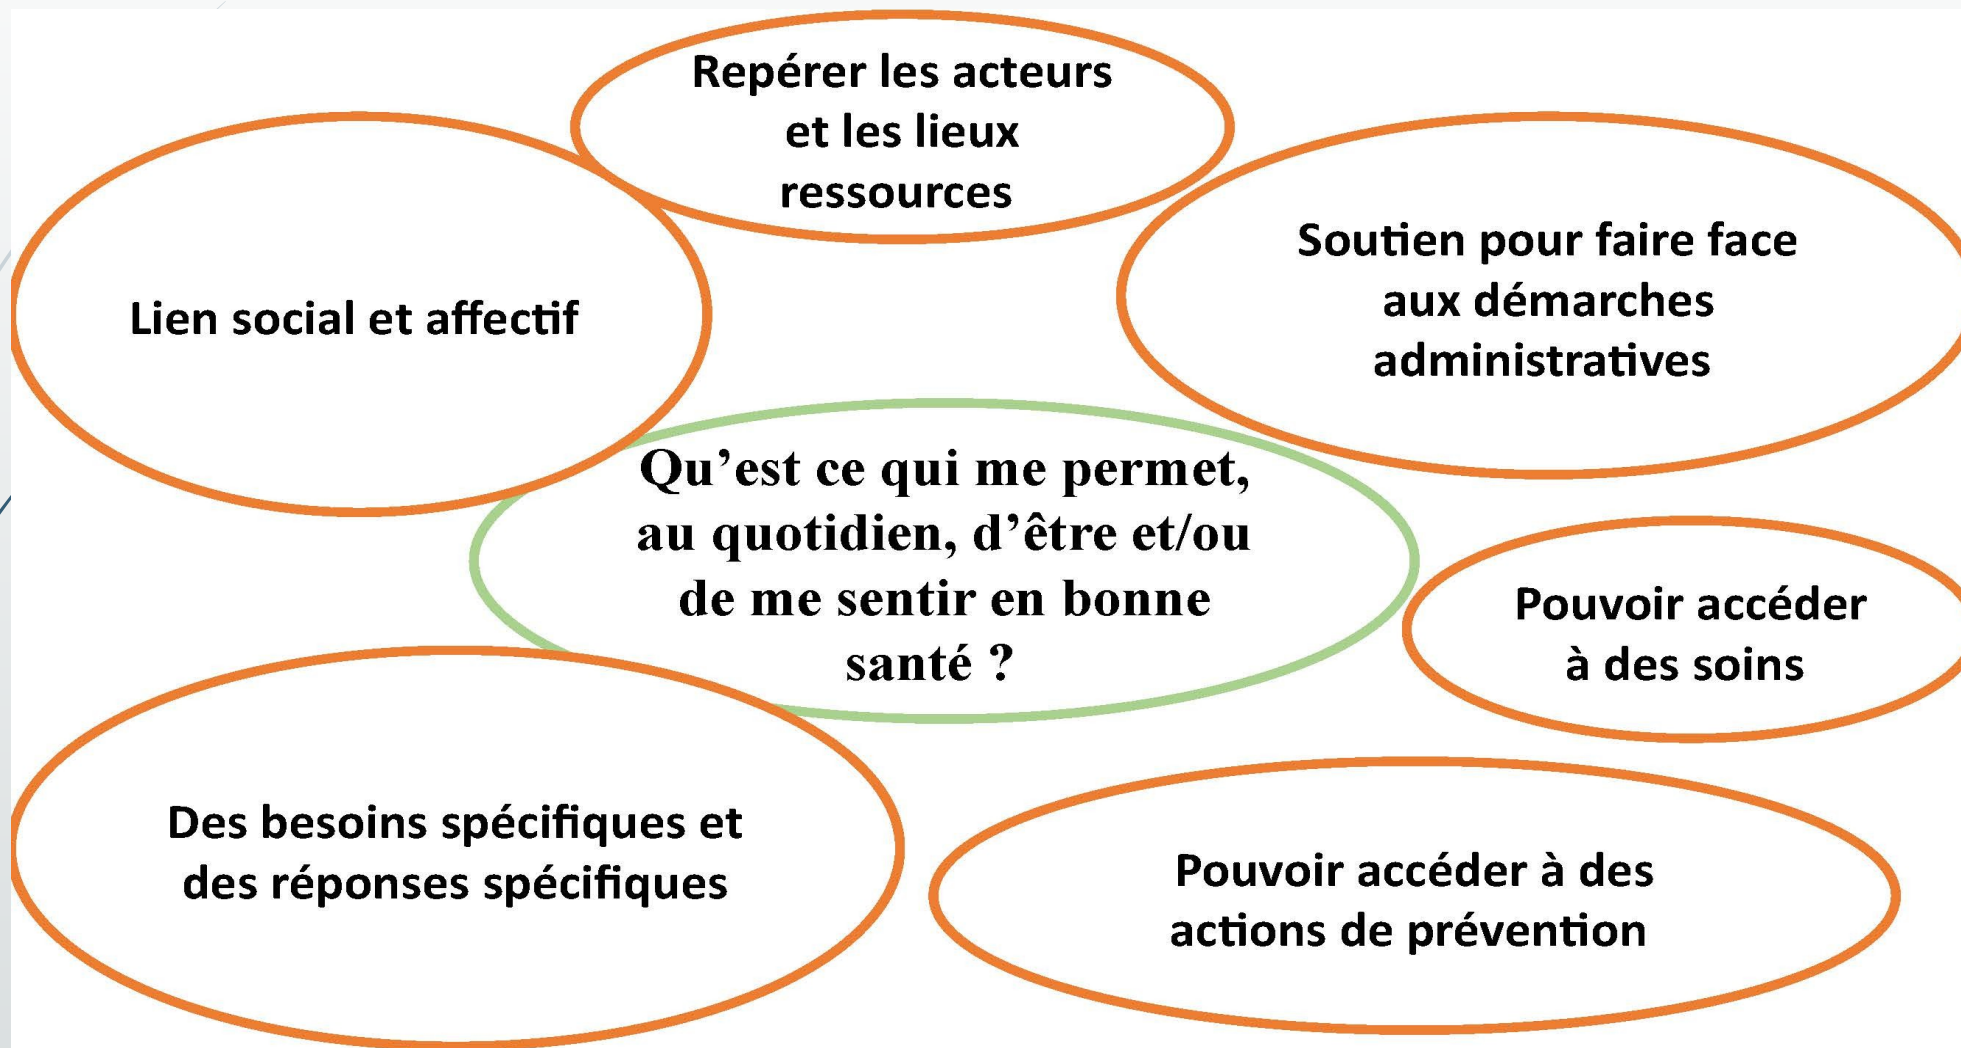 Repérer les acteurs
et les lieux
ressources
Lien social et affectif
Soutien pour faire face
aux démarches
administratives
Qu’est ce qui me permet,
au quotidien, d’être et/ou
de me sentir en bonne
santé ?
Pouvoir accéder
à des soins
Des besoins spécifiques et
des réponses spécifiques
Pouvoir accéder à des
actions de prévention